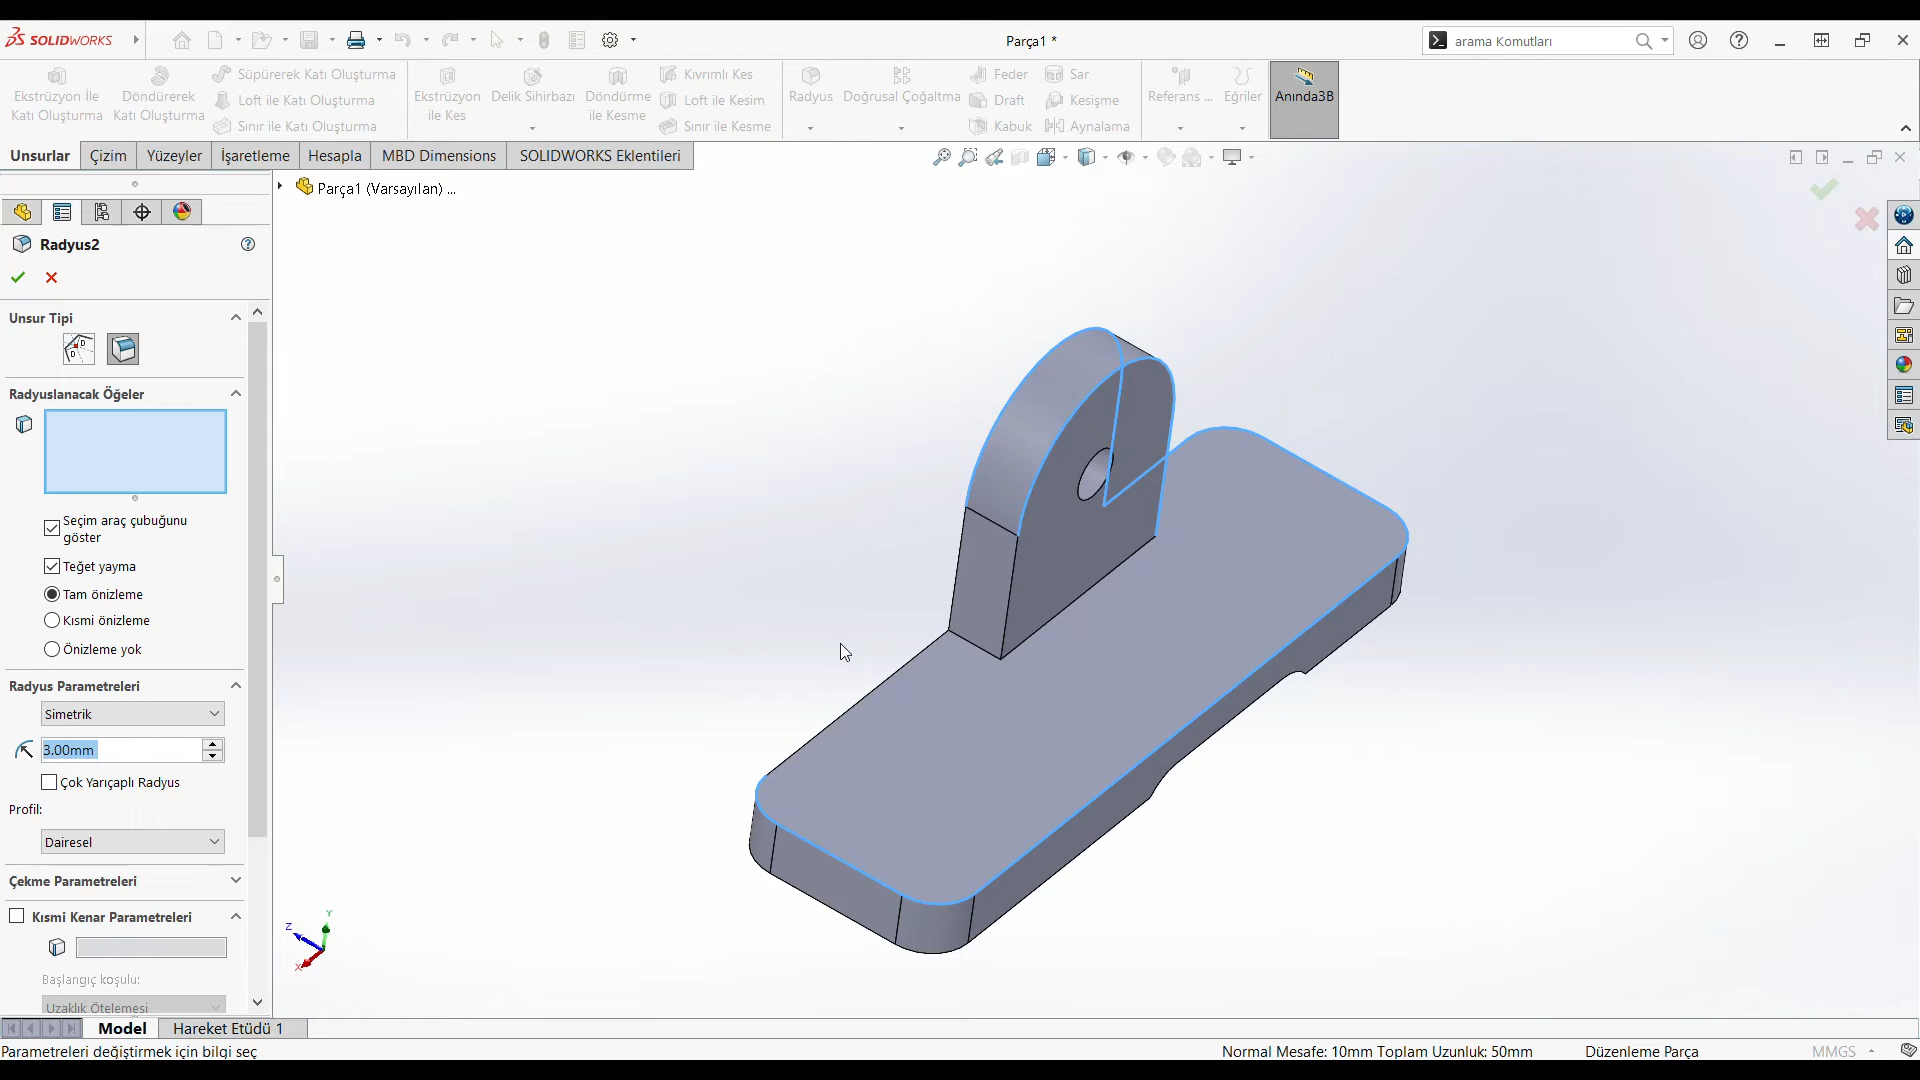 SOLIDWORKS
Parça1 *
arama Komutları
Ekstrüzyon İle
Katı Oluşturma
Döndürerek
Katı Oluşturma
Süpürerek Katı Oluşturma
Loft ile Katı Oluşturma
Sınır ile Katı Oluşturma
Ekstrüzyon
ile Kes
Delik Sihirbazı
Döndürme
ile Kesme
Kıvrımlı Kes
Loft ile Kesim
Sınır ile Kesme
Radyus
Doğrusal Çoğaltma
Feder
Draft
Kabuk
Sar
Kesişme
Aynalama
Referans ...
Eğriler
Anında3B
Unsurlar
Çizim
Yüzeyler
İşaretleme
Hesapla
MBD Dimensions
SOLIDWORKS Eklentileri
Parça1 (Varsayılan) ...
Radyus2
Unsur Tipi
Radyuslanacak Öğeler
Seçim araç çubuğunu
göster
Teğet yayma
Tam önizleme
Kısmi önizleme
Önizleme yok
Radyus Parametreleri
Simetrik
3.00mm
Çok Yarıçaplı Radyus
Profil:
Dairesel
Çekme Parametreleri
Kısmi Kenar Parametreleri
Başlangıç koşulu:
Uzaklık Ötelemesi
Y
Z
X
Model
Hareket Etüdü 1
Parametreleri değiştirmek için bilgi seç
Normal Mesafe: 10mm Toplam Uzunluk: 50mm
Düzenleme Parça
MMGS